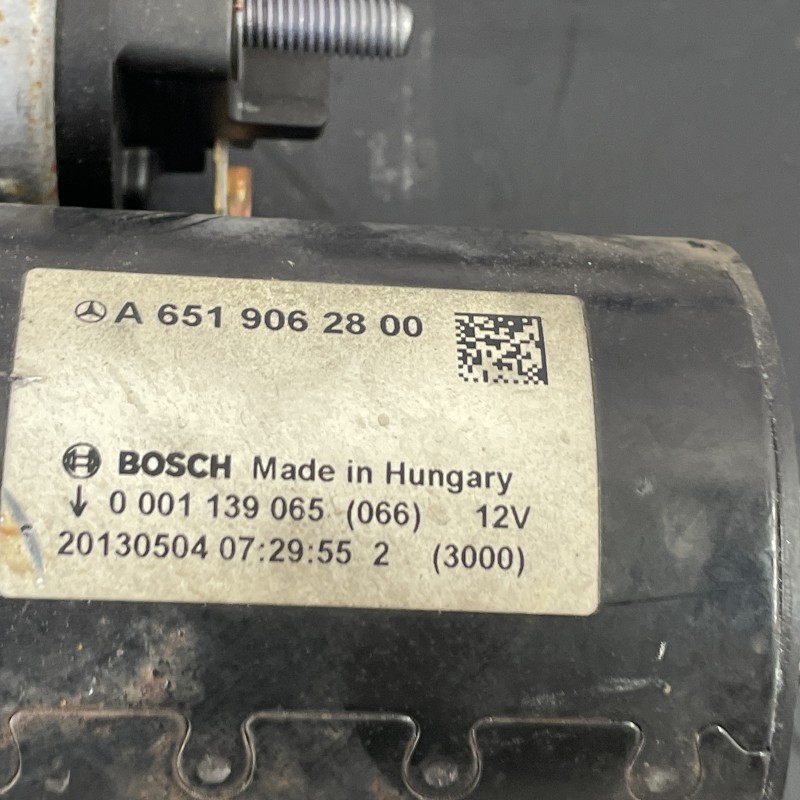 A 651 906 28 00
BOSCH Made in Hungary
↓ 0 001 139 065 (066) 12V
20130504 07:29:55 2 (3000)